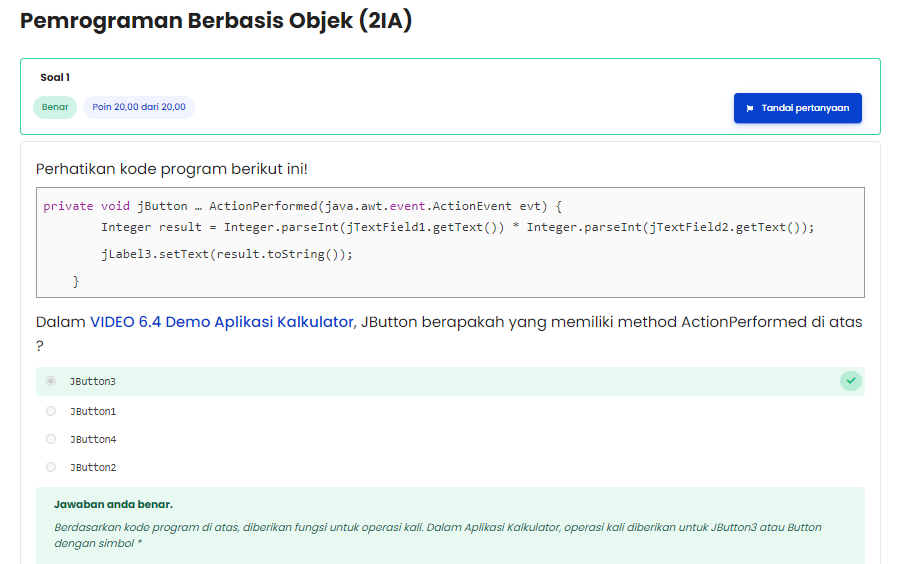 Pemrograman Berbasis Objek (2IA)
Soal 1
Benar
Poin 20,00 dari 20,00
Tandai pertanyaan
Perhatikan kode program berikut ini!
private void jButton … ActionPerformed(java.awt.event.ActionEvent evt) {
Integer result = Integer.parseInt(jTextField1.getText()) * Integer.parseInt(jTextField2.getText());
jLabel3.setText(result.toString());
}
Dalam VIDEO 6.4 Demo Aplikasi Kalkulator, JButton berapakah yang memiliki method ActionPerformed di atas
?
JButton3
JButton1
JButton4
JButton2
Jawaban anda benar.
Berdasarkan kode program di atas, diberikan fungsi untuk operasi kali. Dalam Aplikasi Kalkulator, operasi kali diberikan untuk JButton3 atau Button
dengan simbol *